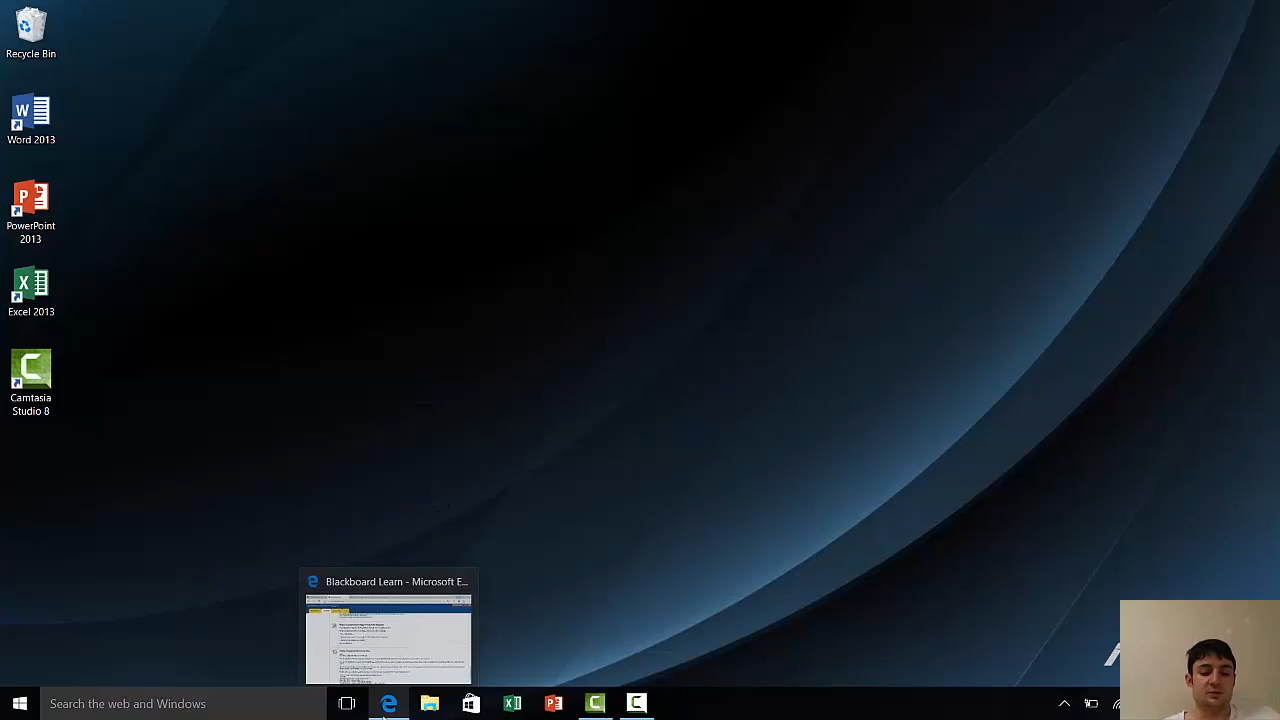 Recycle Bin
Word 2013
PowerPoint
2013
Excel 2013
Camtasia
Studio 8
Blackboard Learn - Microsoft E...
Search the web and Windows